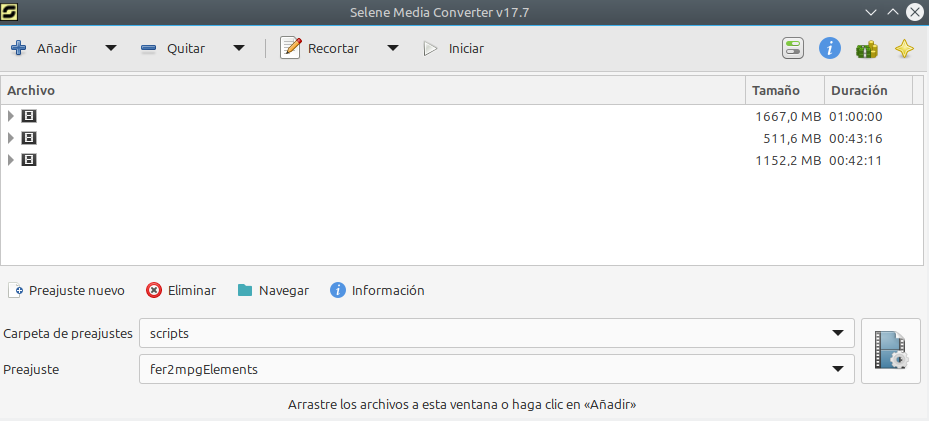 Selene Media Converter v17.7
Añadir Quitar Recortar Iniciar
Archivo Tamaño Duración
1667,0 MB 01:00:00
511,6 MB 00:43:16
1152,2 MB 00:42:11
Preajuste nuevo Eliminar Navegar Información
Carpeta de preajustes scripts
Preajuste fer2mpgElements
Arrastre los archivos a esta ventana o haga clic en «Añadir»